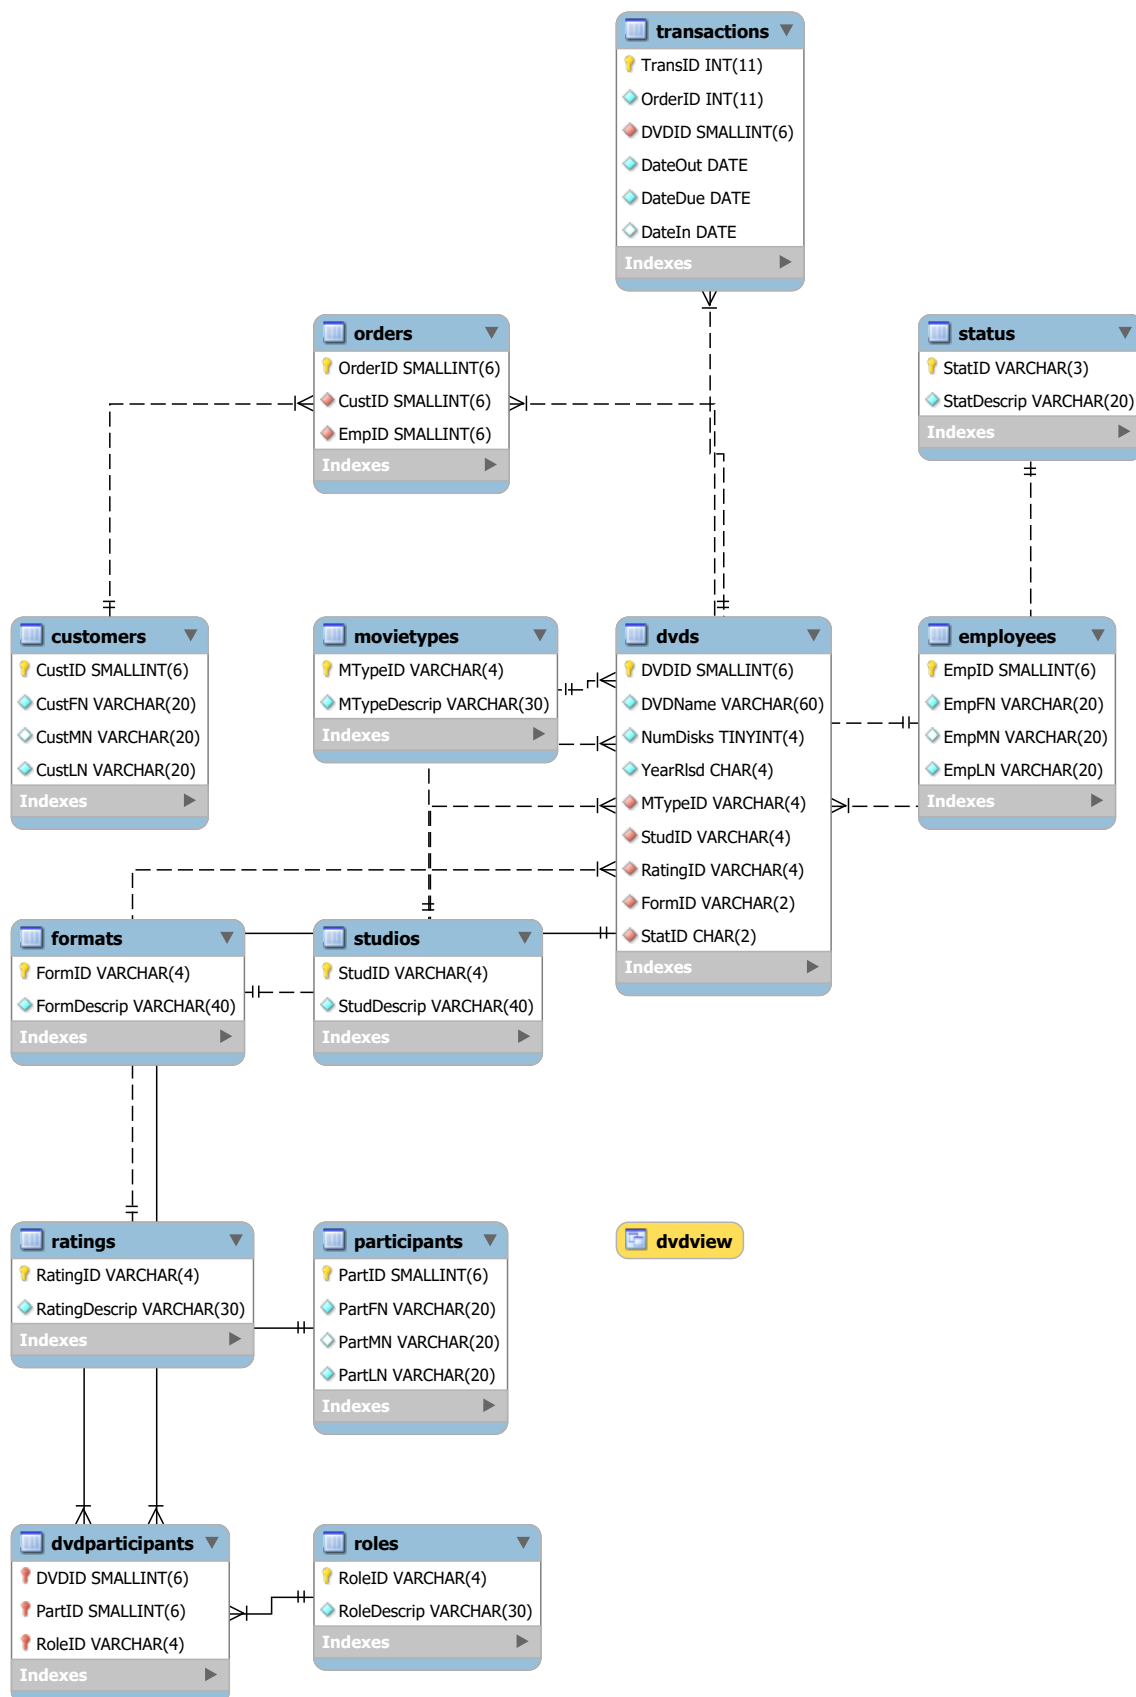 transactions
TransID INT(11)
OrderID INT(11)
DVDID SMALLINT(6)
DateOut DATE
DateDue DATE
DateIn DATE
Indexes
orders
OrderID SMALLINT(6)
CustID SMALLINT(6)
EmpID SMALLINT(6)
Indexes
status
StatID VARCHAR(3)
StatDescrip VARCHAR(20)
Indexes
customers
CustID SMALLINT(6)
CustFN VARCHAR(20)
CustMN VARCHAR(20)
CustLN VARCHAR(20)
Indexes
movietypes
MTypeID VARCHAR(4)
MTypeDescrip VARCHAR(30)
Indexes
dvds
DVDID SMALLINT(6)
DVDName VARCHAR(60)
NumDisks TINYINT(4)
YearRlsd CHAR(4)
MTypeID VARCHAR(4)
StudID VARCHAR(4)
RatingID VARCHAR(4)
FormID VARCHAR(2)
StatID CHAR(2)
Indexes
employees
EmpID SMALLINT(6)
EmpFN VARCHAR(20)
EmpMN VARCHAR(20)
EmpLN VARCHAR(20)
Indexes
formats
FormID VARCHAR(4)
FormDescrip VARCHAR(40)
Indexes
studios
StudID VARCHAR(4)
StudDescrip VARCHAR(40)
Indexes
ratings
RatingID VARCHAR(4)
RatingDescrip VARCHAR(30)
Indexes
participants
PartID SMALLINT(6)
PartFN VARCHAR(20)
PartMN VARCHAR(20)
PartLN VARCHAR(20)
Indexes
dvdview
dvdparticipants
DVDID SMALLINT(6)
PartID SMALLINT(6)
RoleID VARCHAR(4)
Indexes
roles
RoleID VARCHAR(4)
RoleDescrip VARCHAR(30)
Indexes